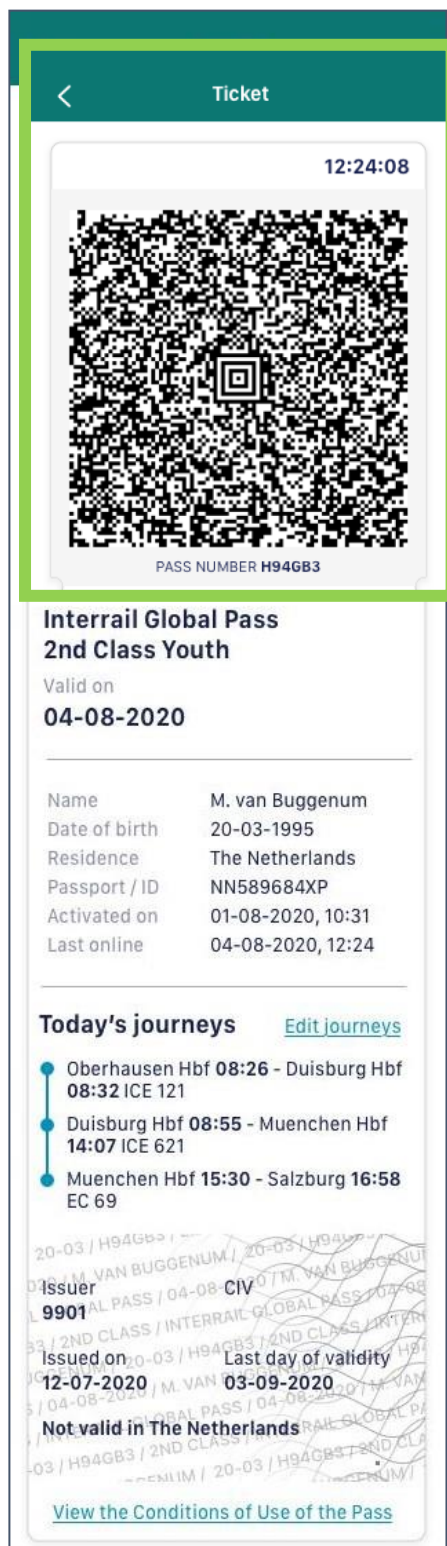 Ticket
12:24:08
PASS NUMBER H94GB3
Interrail Global Pass
2nd Class Youth
Valid on
04-08-2020
Name M. van Buggenum
Date of birth 20-03-1995
Residence The Netherlands
Passport / ID NN589684XP
Activated on 01-08-2020, 10:31
Last online 04-08-2020, 12:24
Today's journeys Edit journeys
Oberhausen Hbf 08:26 - Duisburg Hbf
08:32 ICE 121
Duisburg Hbf 08:55 - Muenchen Hbf
14:07 ICE 621
Muenchen Hbf 15:30 - Salzburg 16:58
EC 69
Issuer CIV
9901
Issued on Last day of validity
12-07-2020 03-09-2020
Not valid in The Netherlands
View the Conditions of Use of the Pass